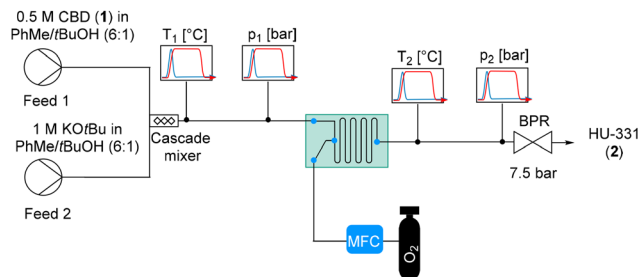 0.5 M CBD (1) in
PhMe/tBuOH (6:1)
Feed 1
1 M KOtBu in
PhMe/tBuOH (6:1)
Feed 2
Cascade
mixer
T1 [°C]
p1 [bar]
T2 [°C]
p2 [bar]
BPR
7.5 bar
HU-331
(2)
MFC
O2